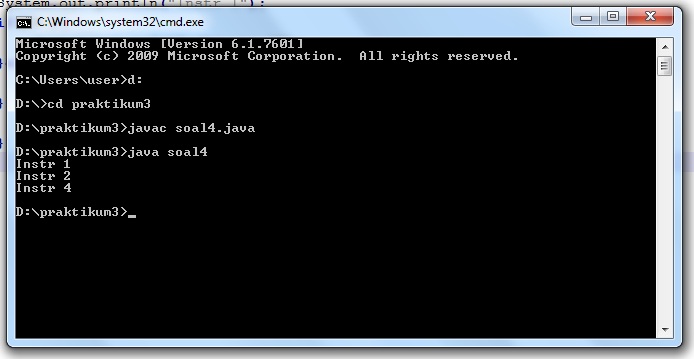 System.out.println("Instr 1");
C:\Windows\system32\cmd.exe
Microsoft Windows [Version 6.1.7601]
Copyright (c) 2009 Microsoft Corporation.  All rights reserved.
C:\Users\user>d:
D:\>cd praktikum3
D:\praktikum3>javac soal4.java
D:\praktikum3>java soal4
Instr 1
Instr 2
Instr 4
D:\praktikum3>_